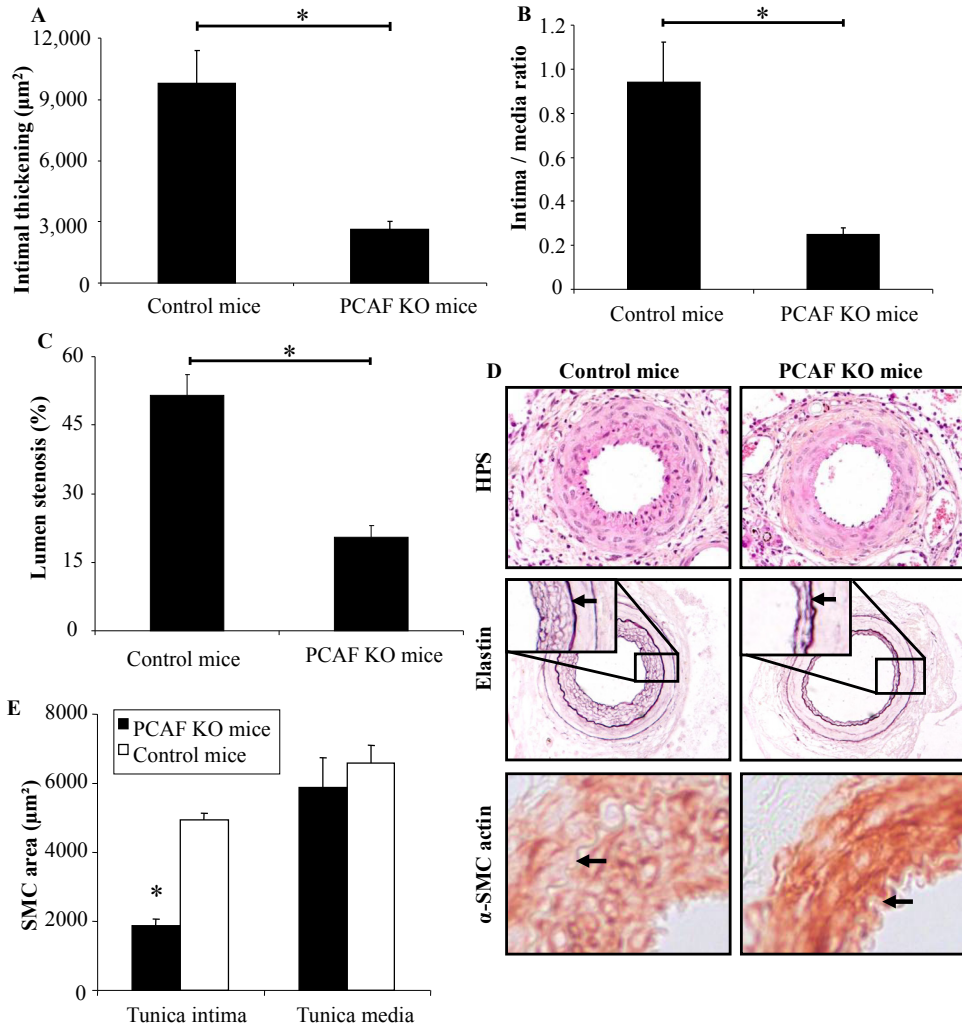 A
*
Intimal thickening (µm²)
12,000
9,000
6,000
3,000
0
Control mice
PCAF KO mice
B
*
Intima / media ratio
1.2
1.0
0.8
0.6
0.4
0.2
0
Control mice
PCAF KO mice
C
*
Lumen stenosis (%)
60
45
30
15
0
Control mice
PCAF KO mice
D
Control mice
PCAF KO mice
HPS
Elastin
α-SMC actin
E
SMC area (µm²)
8000
6000
4000
2000
0
PCAF KO mice
Control mice
*
Tunica intima
Tunica media